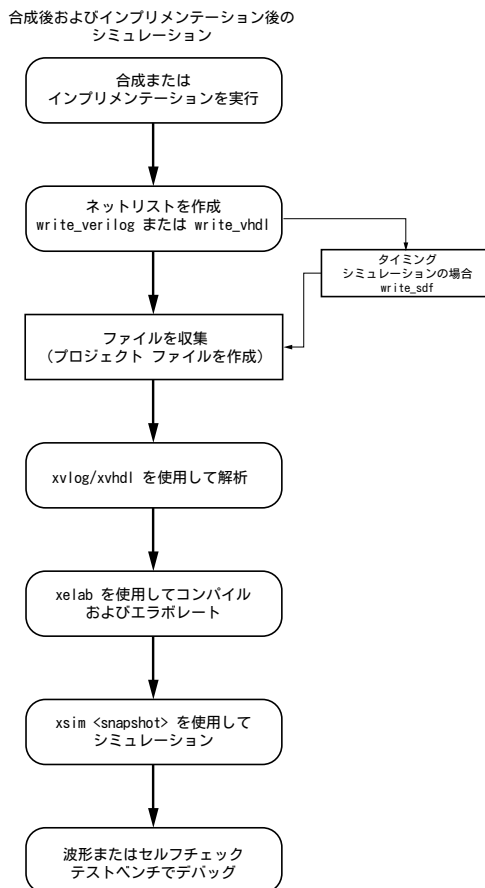 合成後およびインプリメンテーション後の
シミュレーション
合成または
インプリメンテーションを実行
ネットリストを作成
write_verilog または write_vhdl
タイミング
シミュレーションの場合
write_sdf
ファイルを収集
(プロジェクト ファイルを作成)
xvlog/xvhdl を使用して解析
xelab を使用してコンパイル
およびエラボレート
xsim <snapshot> を使用して
シミュレーション
波形またはセルフチェック
テストベンチでデバッグ